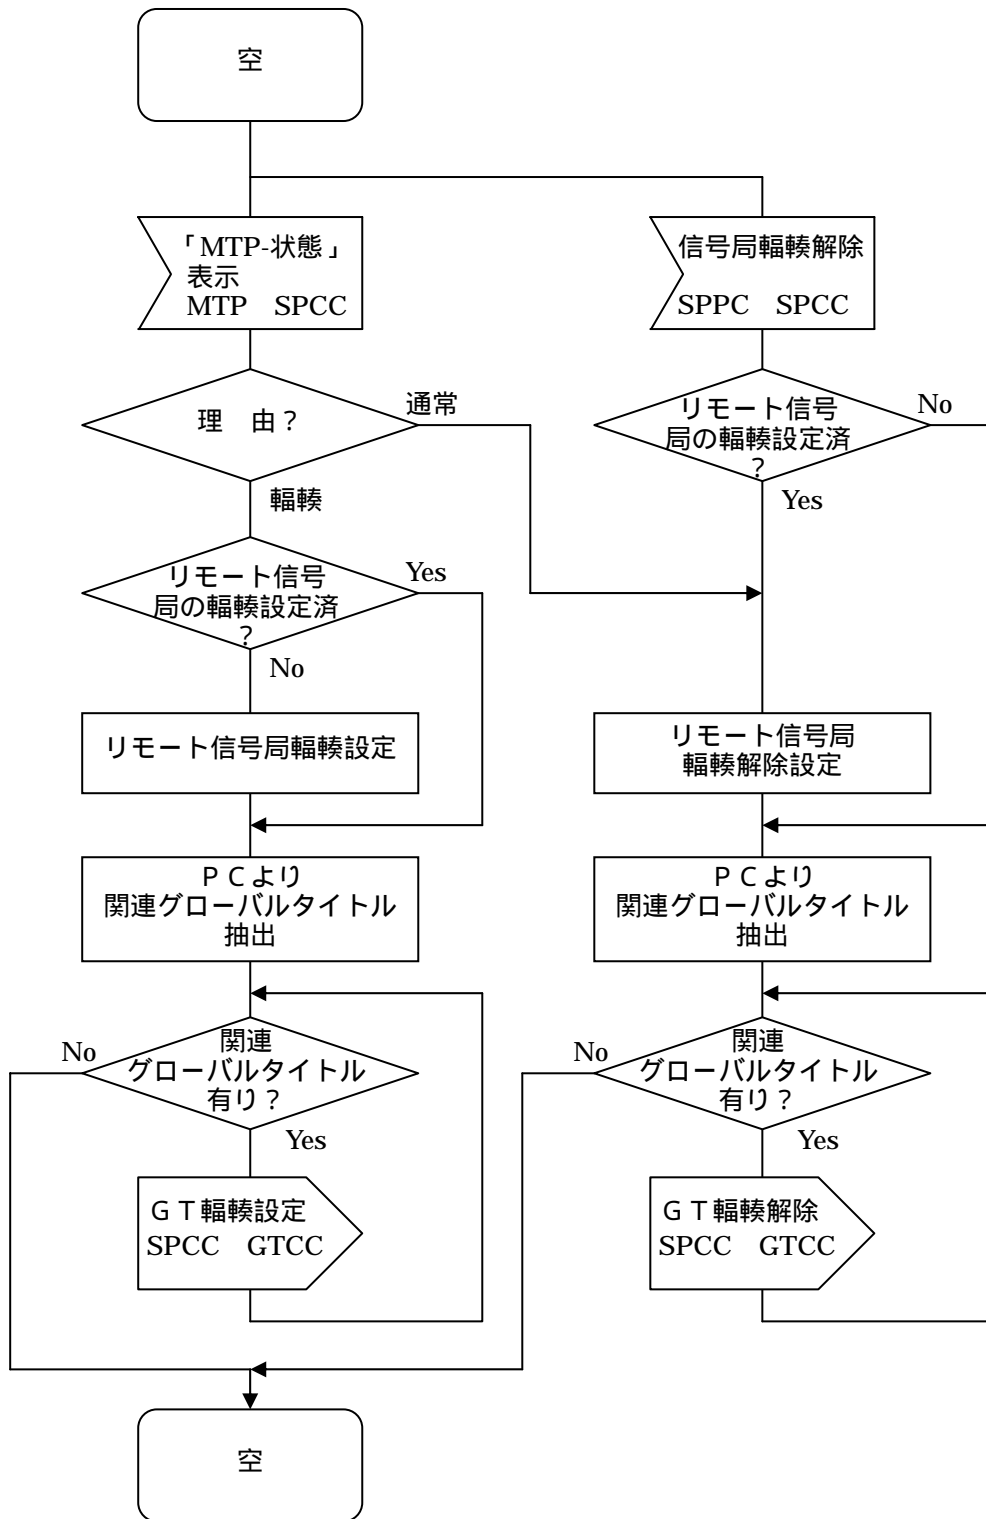 空
「MTP-状態」
表示
MTP　SPCC
信号局輻輳解除
SPPC　SPCC
理　由？
通常
輻輳
リモート信号
局の輻輳設定済
？
No
Yes
リモート信号
局の輻輳設定済
？
Yes
No
リモート信号局輻輳設定
リモート信号局
輻輳解除設定
ＰＣより
関連グローバルタイトル
抽出
ＰＣより
関連グローバルタイトル
抽出
No
関連
グローバルタイトル
有り？
Yes
No
関連
グローバルタイトル
有り？
Yes
ＧＴ輻輳設定
SPCC　GTCC
ＧＴ輻輳解除
SPCC　GTCC
空